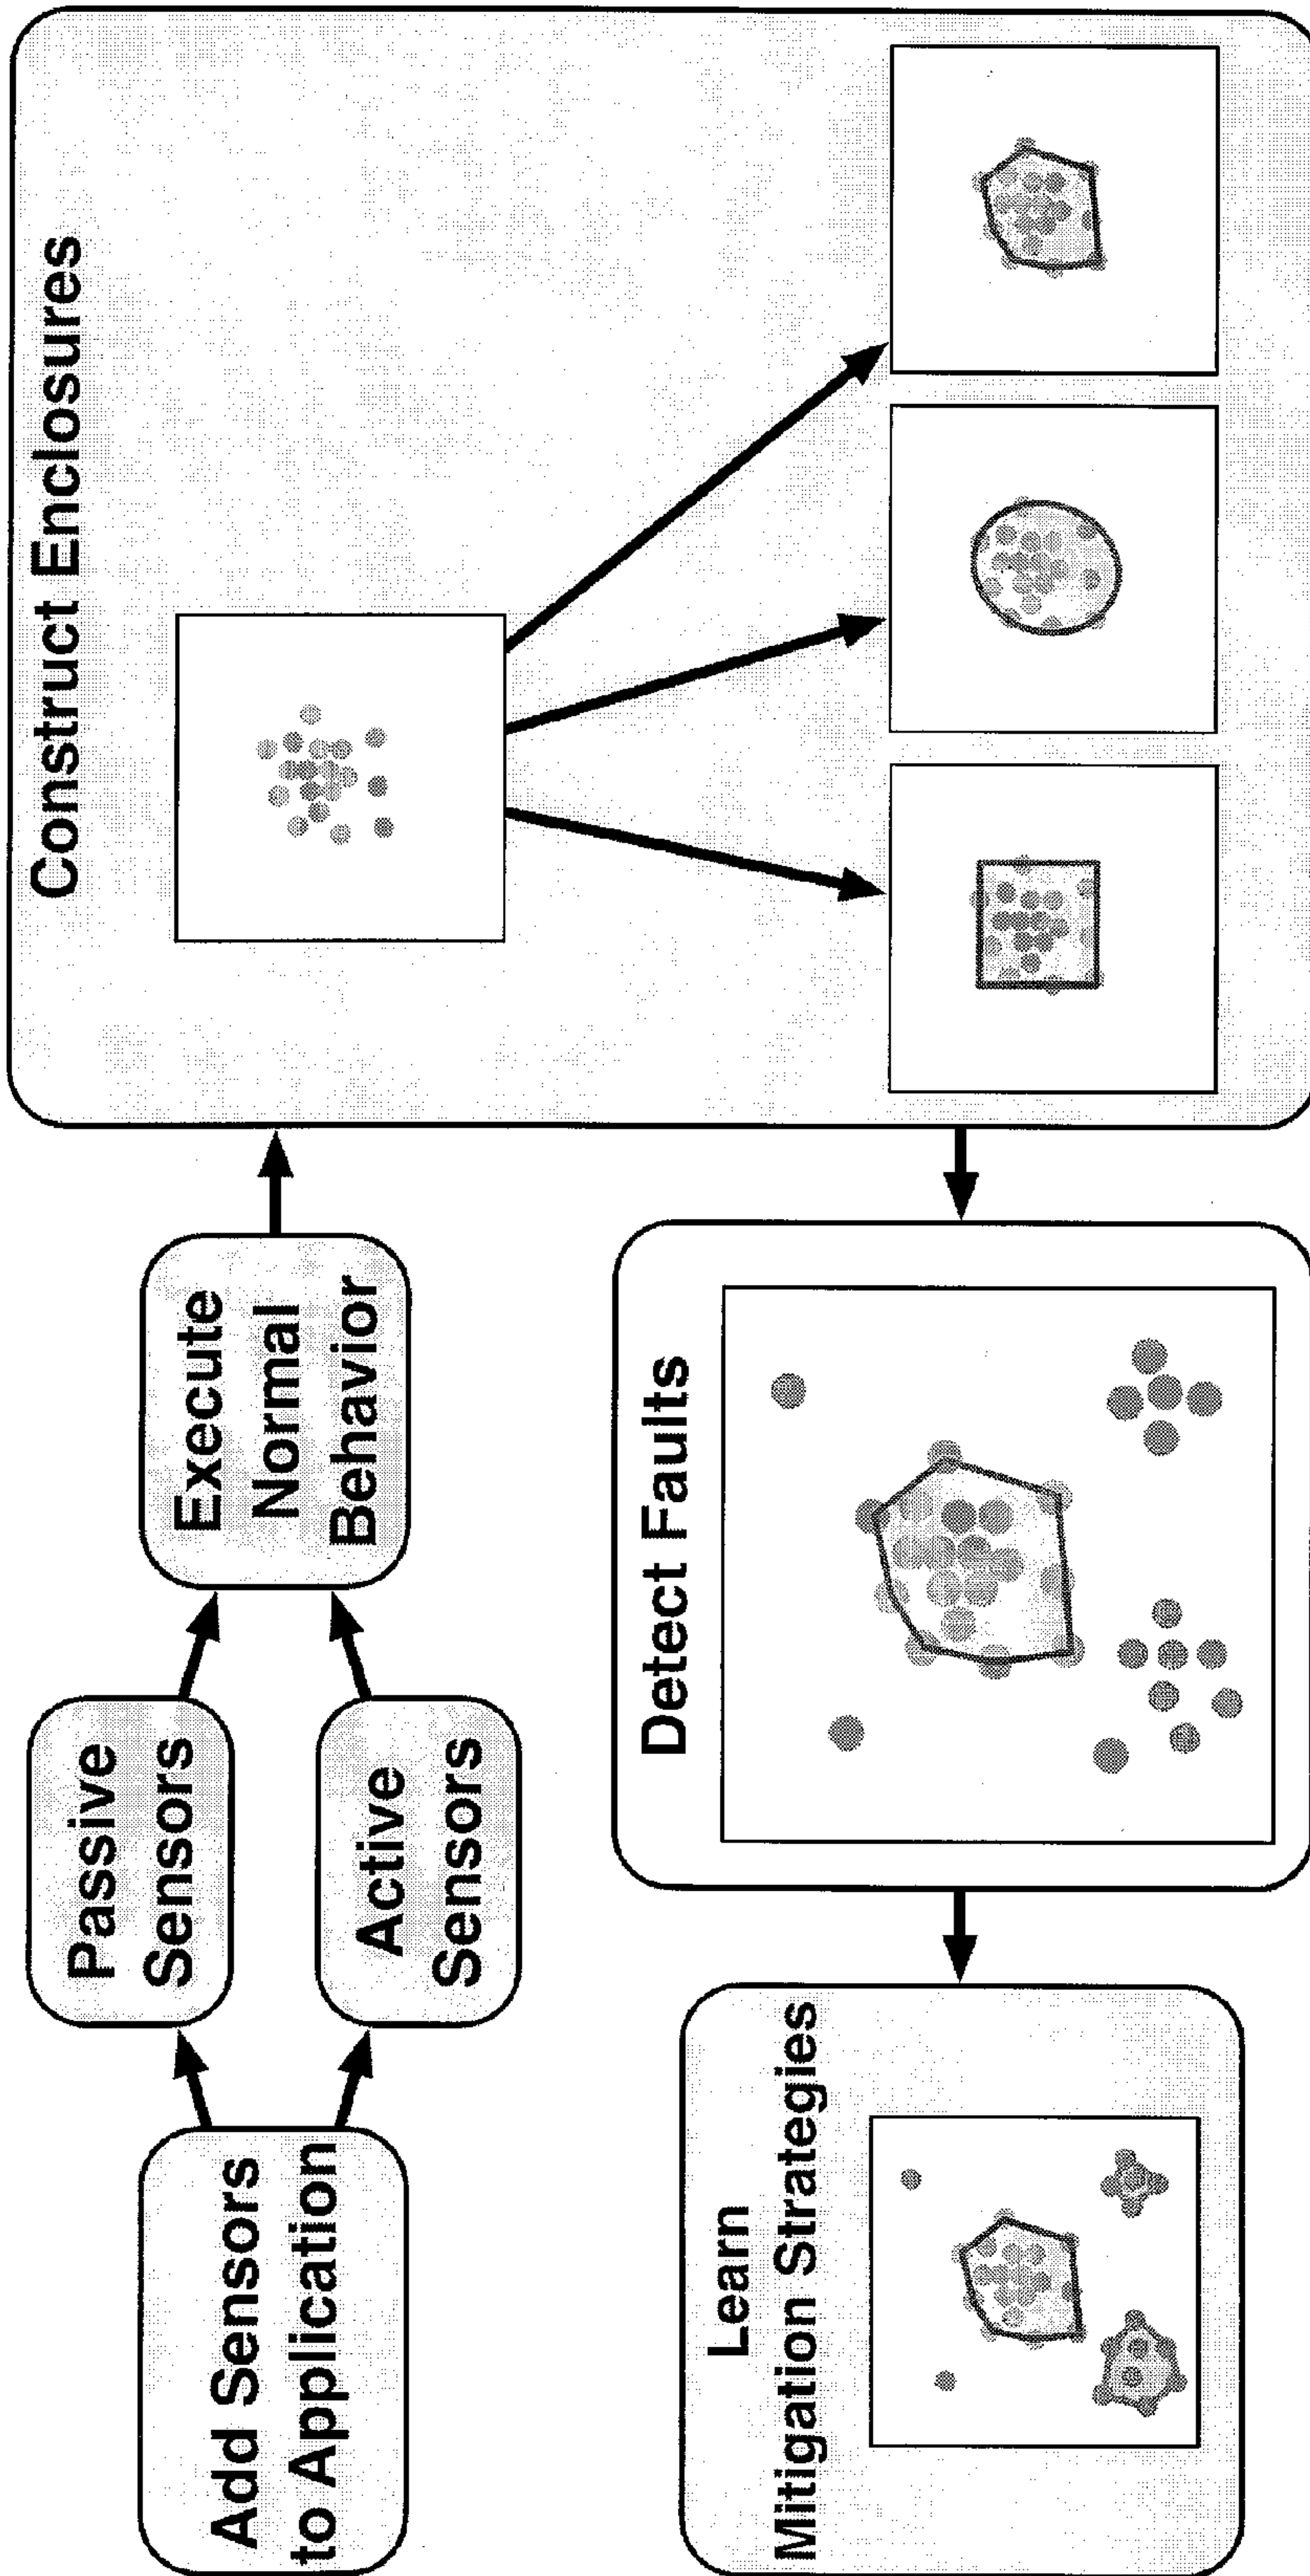 Add Sensors
to Application
Passive
Sensors
Active
Sensors
Execute
Normal
Behavior
Construct Enclosures
Detect Faults
Learn
Mitigation Strategies